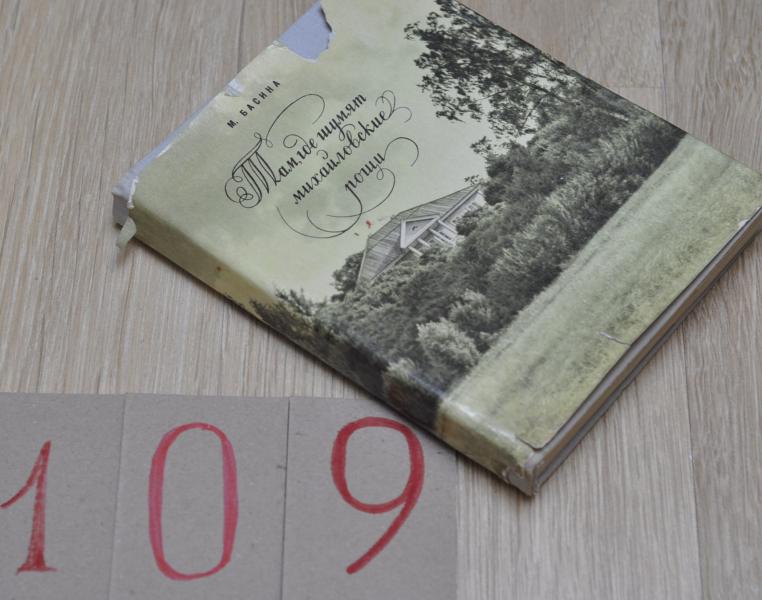 М. БАСИНА
Там, где шумят
михайловские
рощи
109